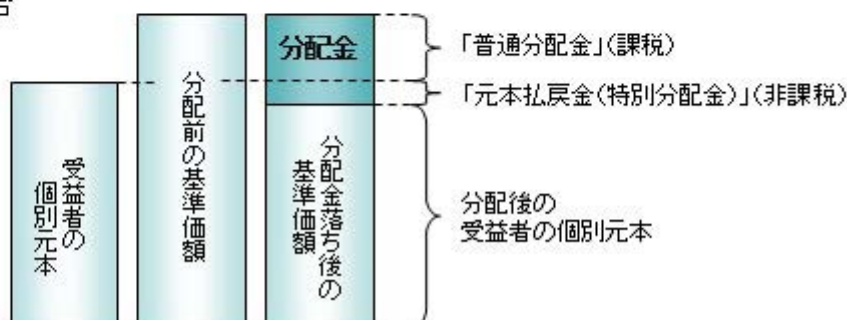 受益者の
個別元本
分配前の基準価額
分配金
分配金落ち後の
基準価額
「普通分配金」(課税)
「元本払戻金(特別分配金)」(非課税)
分配後の
受益者の個別元本